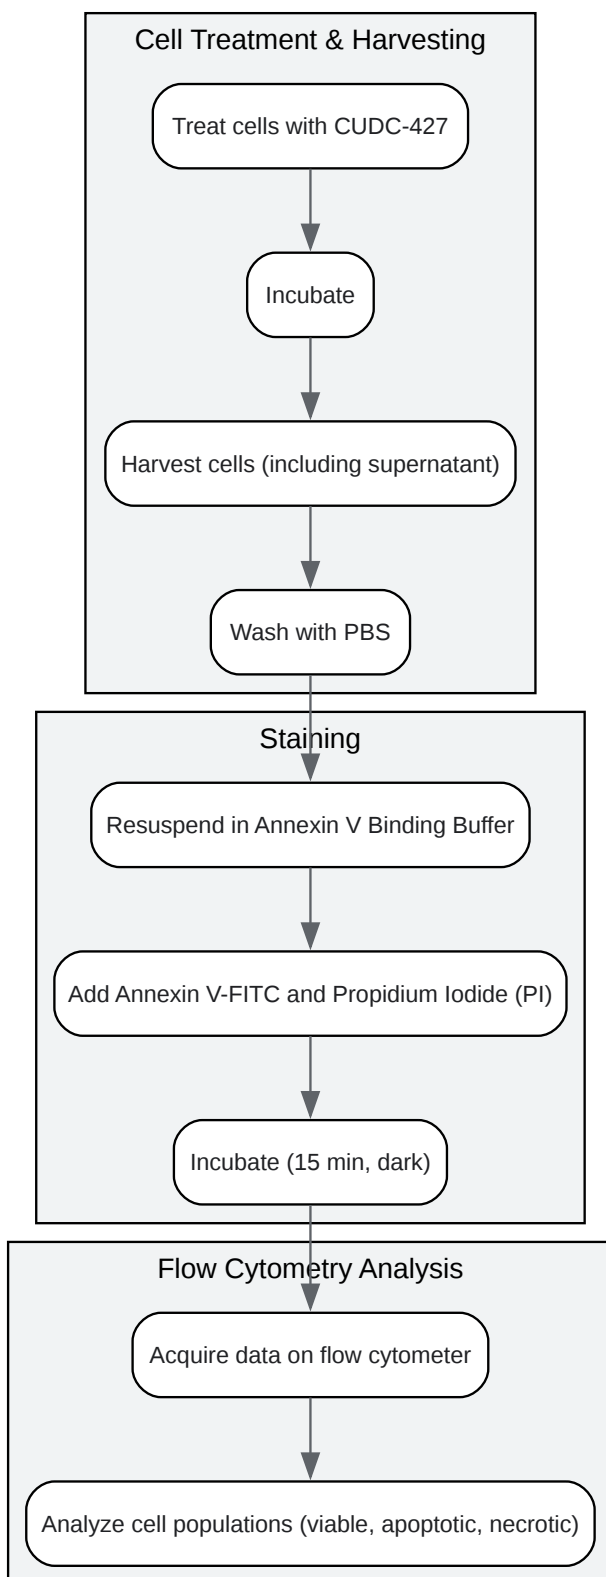 Cell Treatment & Harvesting
Treat cells with CUDC-427
Incubate
Harvest cells (including supernatant)
Wash with PBS
Staining
Resuspend in Annexin V Binding Buffer
Add Annexin V-FITC and Propidium Iodide (PI)
Incubate (15 min, dark)
Flow Cytometry Analysis
Acquire data on flow cytometer
Analyze cell populations (viable, apoptotic, necrotic)